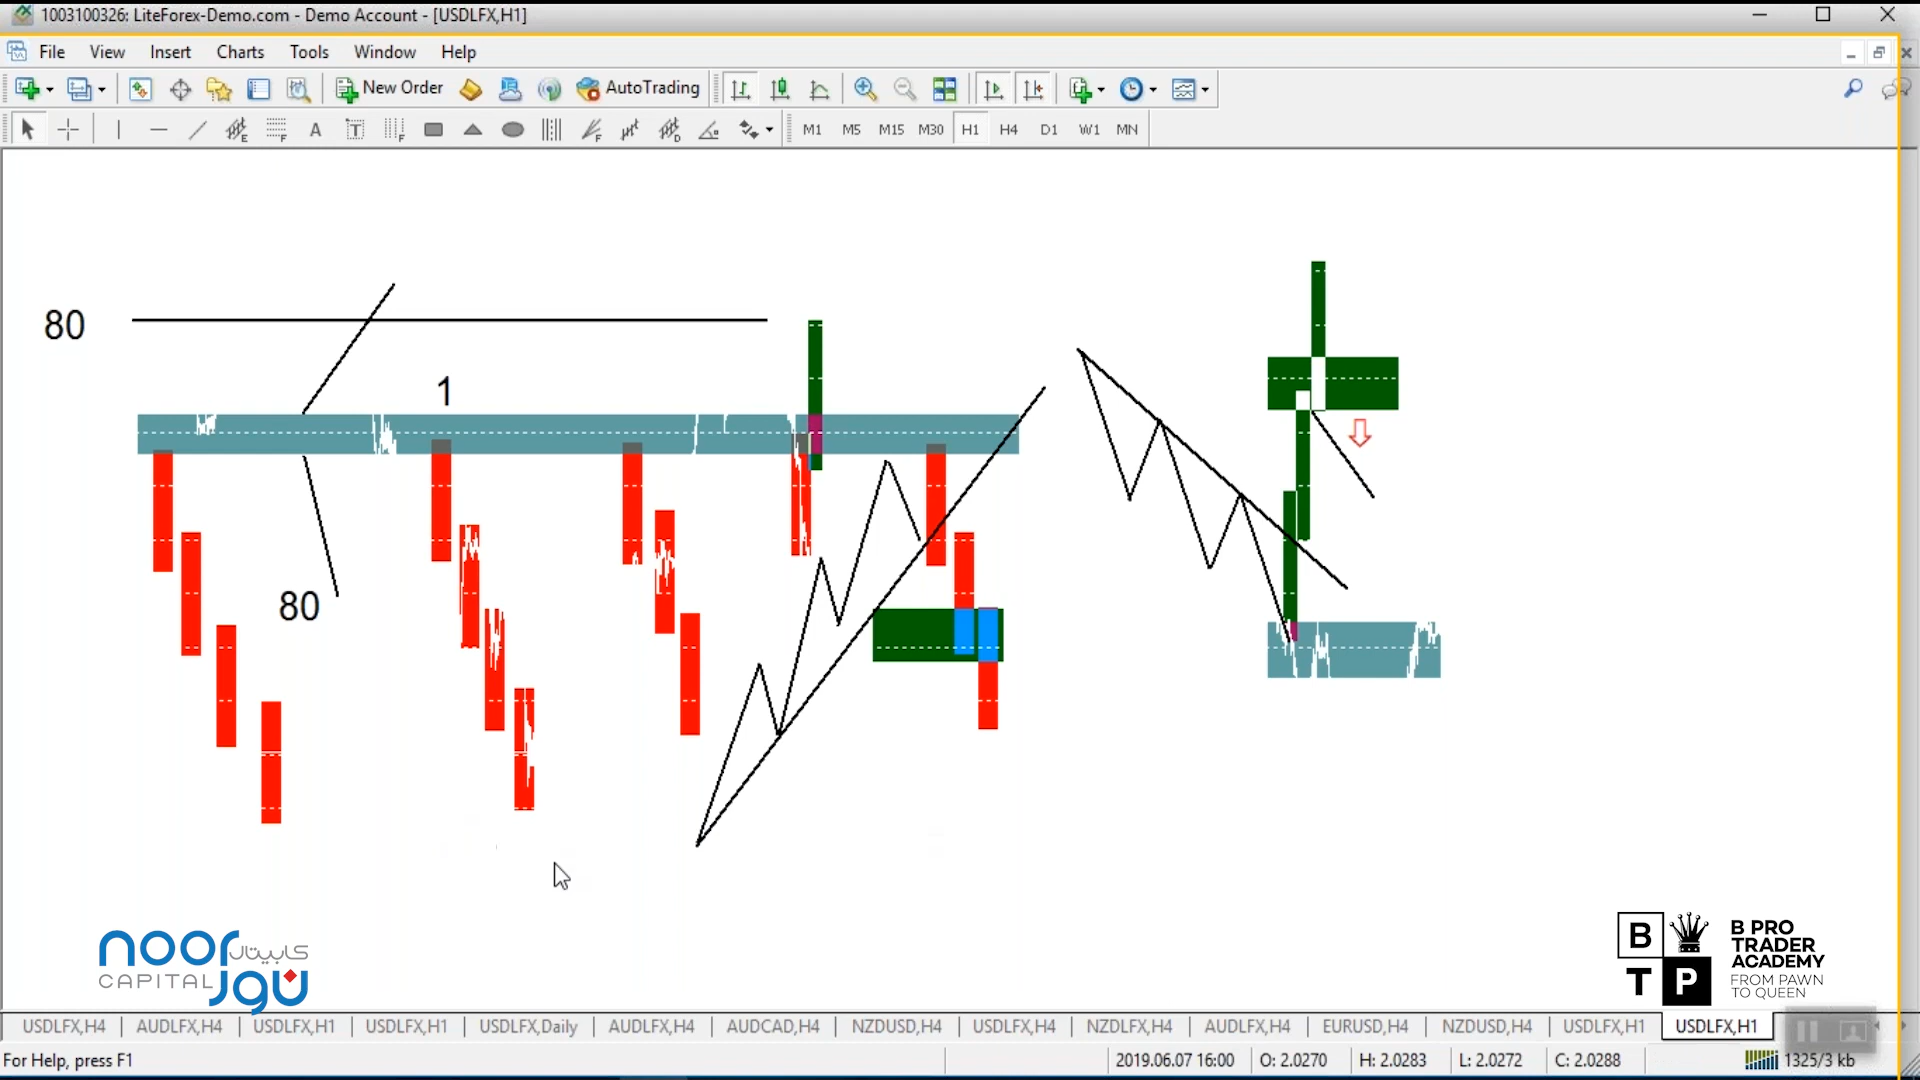 1003100326: LiteForex-Demo.com - Demo Account - [USDLFX,H1]
File View Insert Charts Tools Window Help
New Order AutoTrading
A T M1 M5 M15 M30 H1 H4 D1 W1 MN
80
1
80
noor كابيتال
CAPITAL نور
B PRO
TRADER
ACADEMY
FROM PAWN
TO QUEEN
B
T P
USDLFX,H4 AUDLFX,H4 USDLFX,H1 USDLFX,H1 USDLFX,Daily AUDLFX,H4 AUDCAD,H4 NZDUSD,H4 USDLFX,H4 NZDLFX,H4 AUDLFX,H4 EURUSD,H4 NZDUSD,H4 USDLFX,H1 USDLFX,H1
For Help, press F1 2019.06.07 16:00 O: 2.0270 H: 2.0283 L: 2.0272 C: 2.0288 1325/3 kb